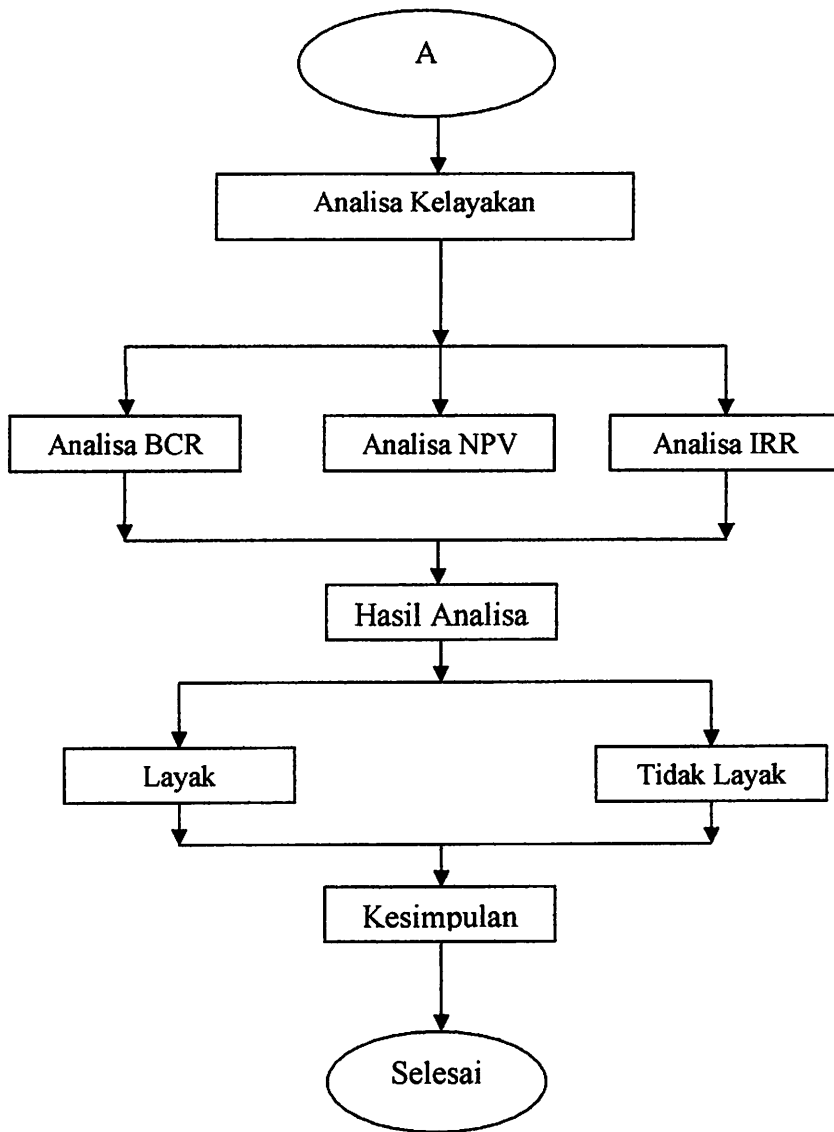 A
Analisa Kelayakan
Analisa BCR
Analisa NPV
Analisa IRR
Hasil Analisa
Layak
Tidak Layak
Kesimpulan
Selesai